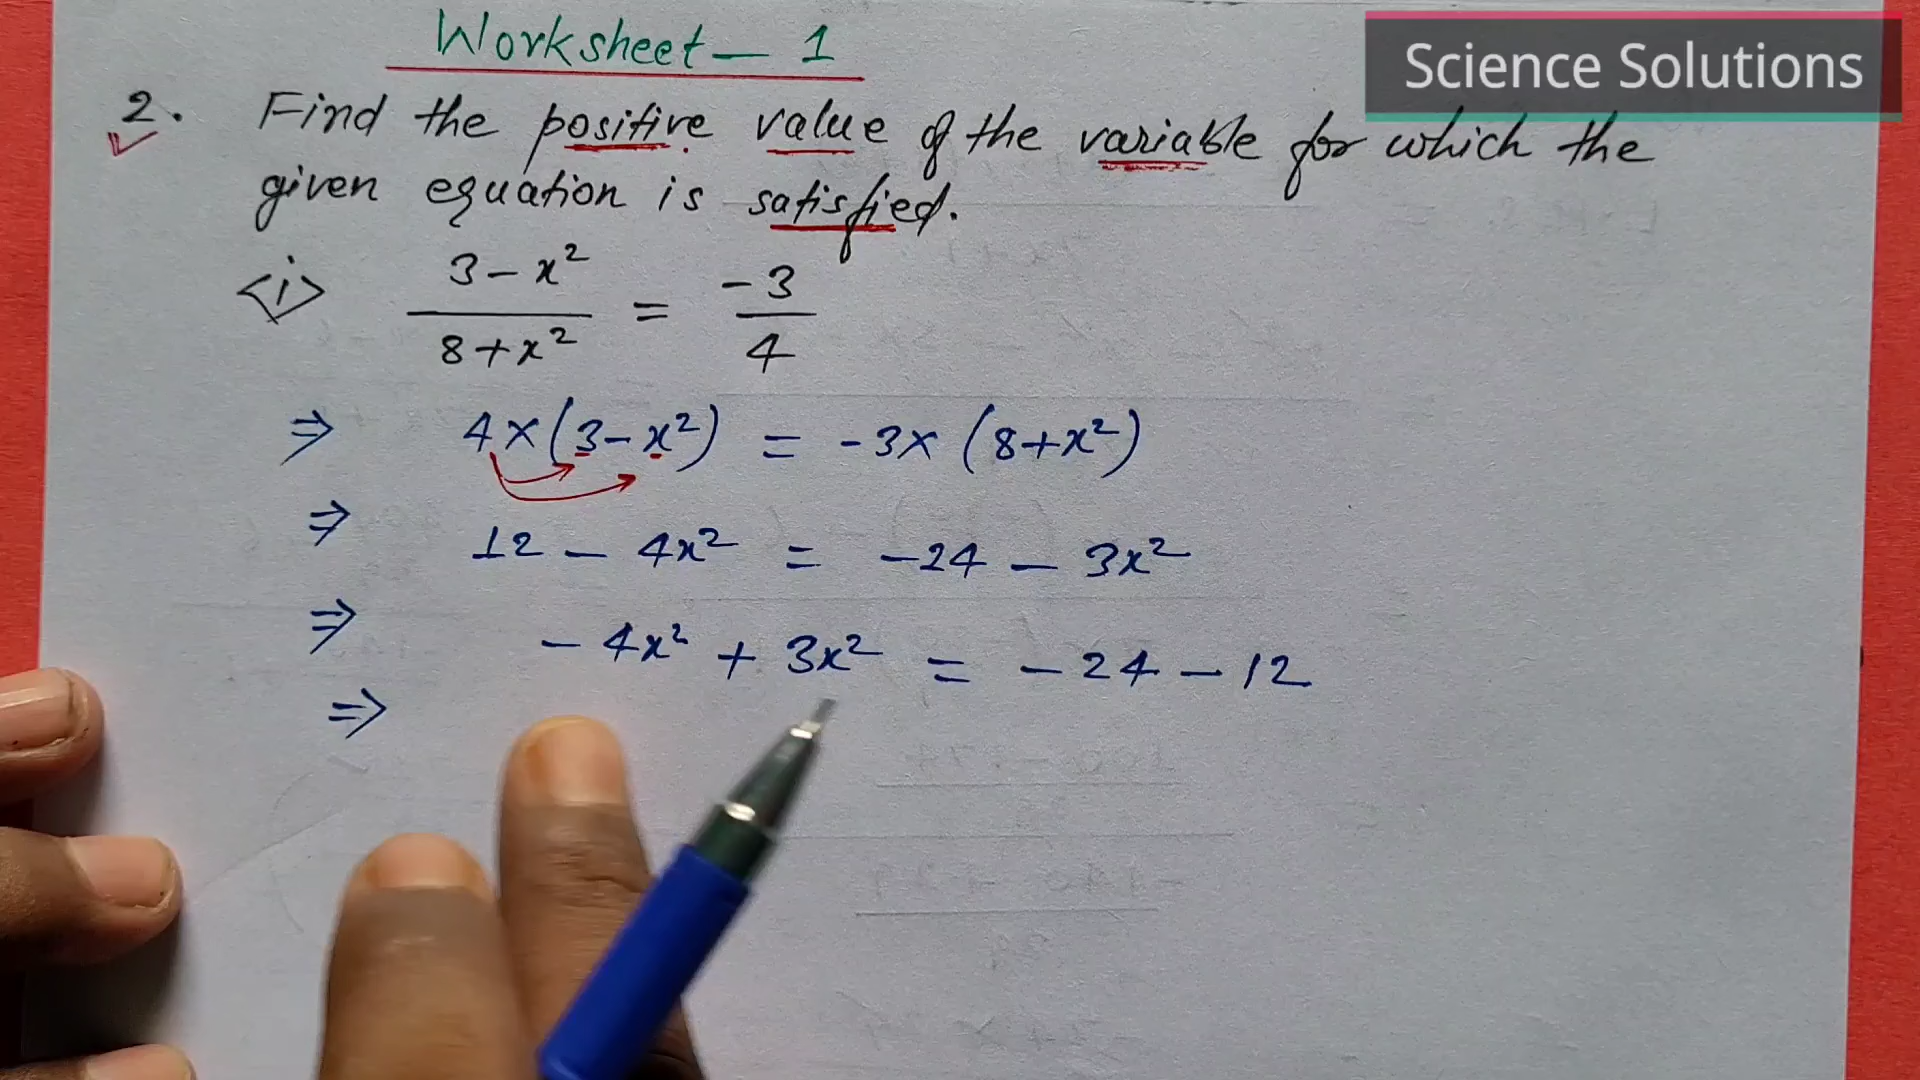 Worksheet - 1
Science Solutions
2. Find the positive value of the variable for which the
given equation is satisfied.
<i> 3 - x² / 8 + x² = -3 / 4
⇒ 4 × (3 - x²) = -3 × (8 + x²)
⇒ 12 - 4x² = -24 - 3x²
⇒ - 4x² + 3x² = - 24 - 12
⇒